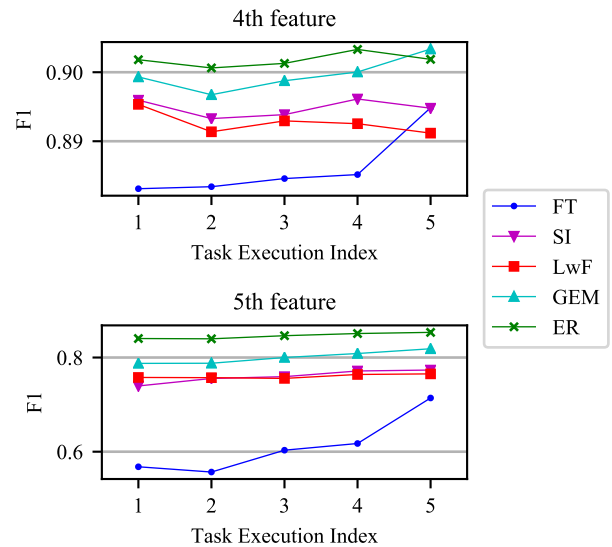 4th feature
0.90
0.89
F1
1 2 3 4 5
Task Execution Index
FT
SI
LwF
GEM
ER
5th feature
0.8
0.6
F1
1 2 3 4 5
Task Execution Index